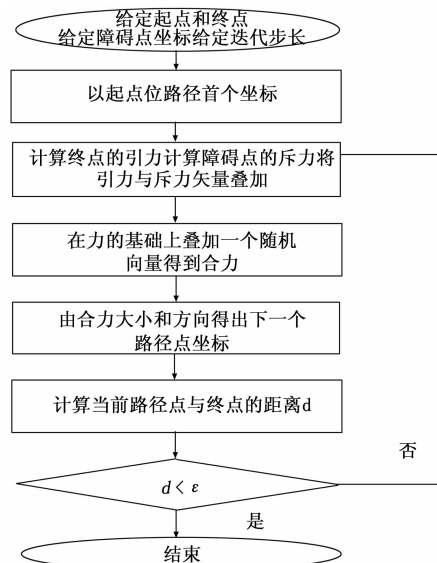 给定起点和终点
给定障碍点坐标给定迭代步长
以起点位路径首个坐标
计算终点的引力计算障碍点的斥力将
引力与斥力矢量叠加
在力的基础上叠加一个随机
向量得到合力
由合力大小和方向得出下一个
路径点坐标
计算当前路径点与终点的距离d
否
d < ε
是
结束